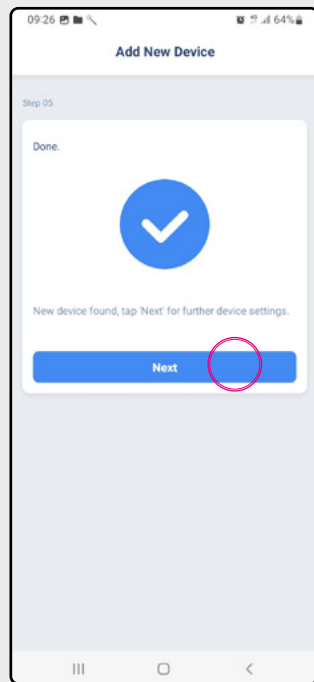 09:26 64%
Add New Device
Step 05
Done.
New device found, tap 'Next' for further device settings.
Next